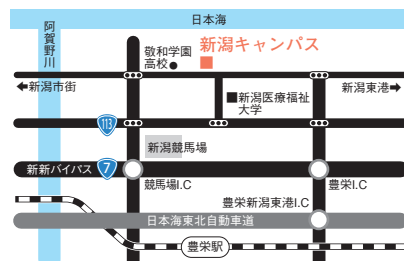 日本海
阿賀野川
敬和学園
高校
新潟キャンパス
新潟市街
新潟東港
新潟医療福祉
大学
113
新潟競馬場
新新バイパス
7
競馬場I.C
豊栄I.C
豊栄新潟東港I.C
日本海東北自動車道
豊栄駅